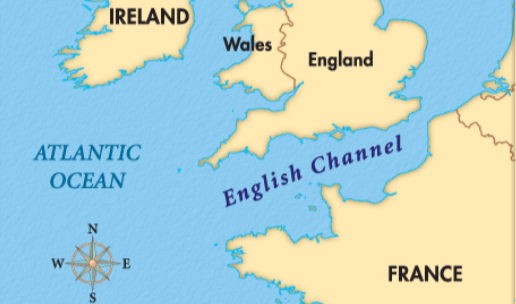 IRELAND
Wales
England
ATLANTIC
OCEAN
English Channel
N
W
E
S
FRANCE